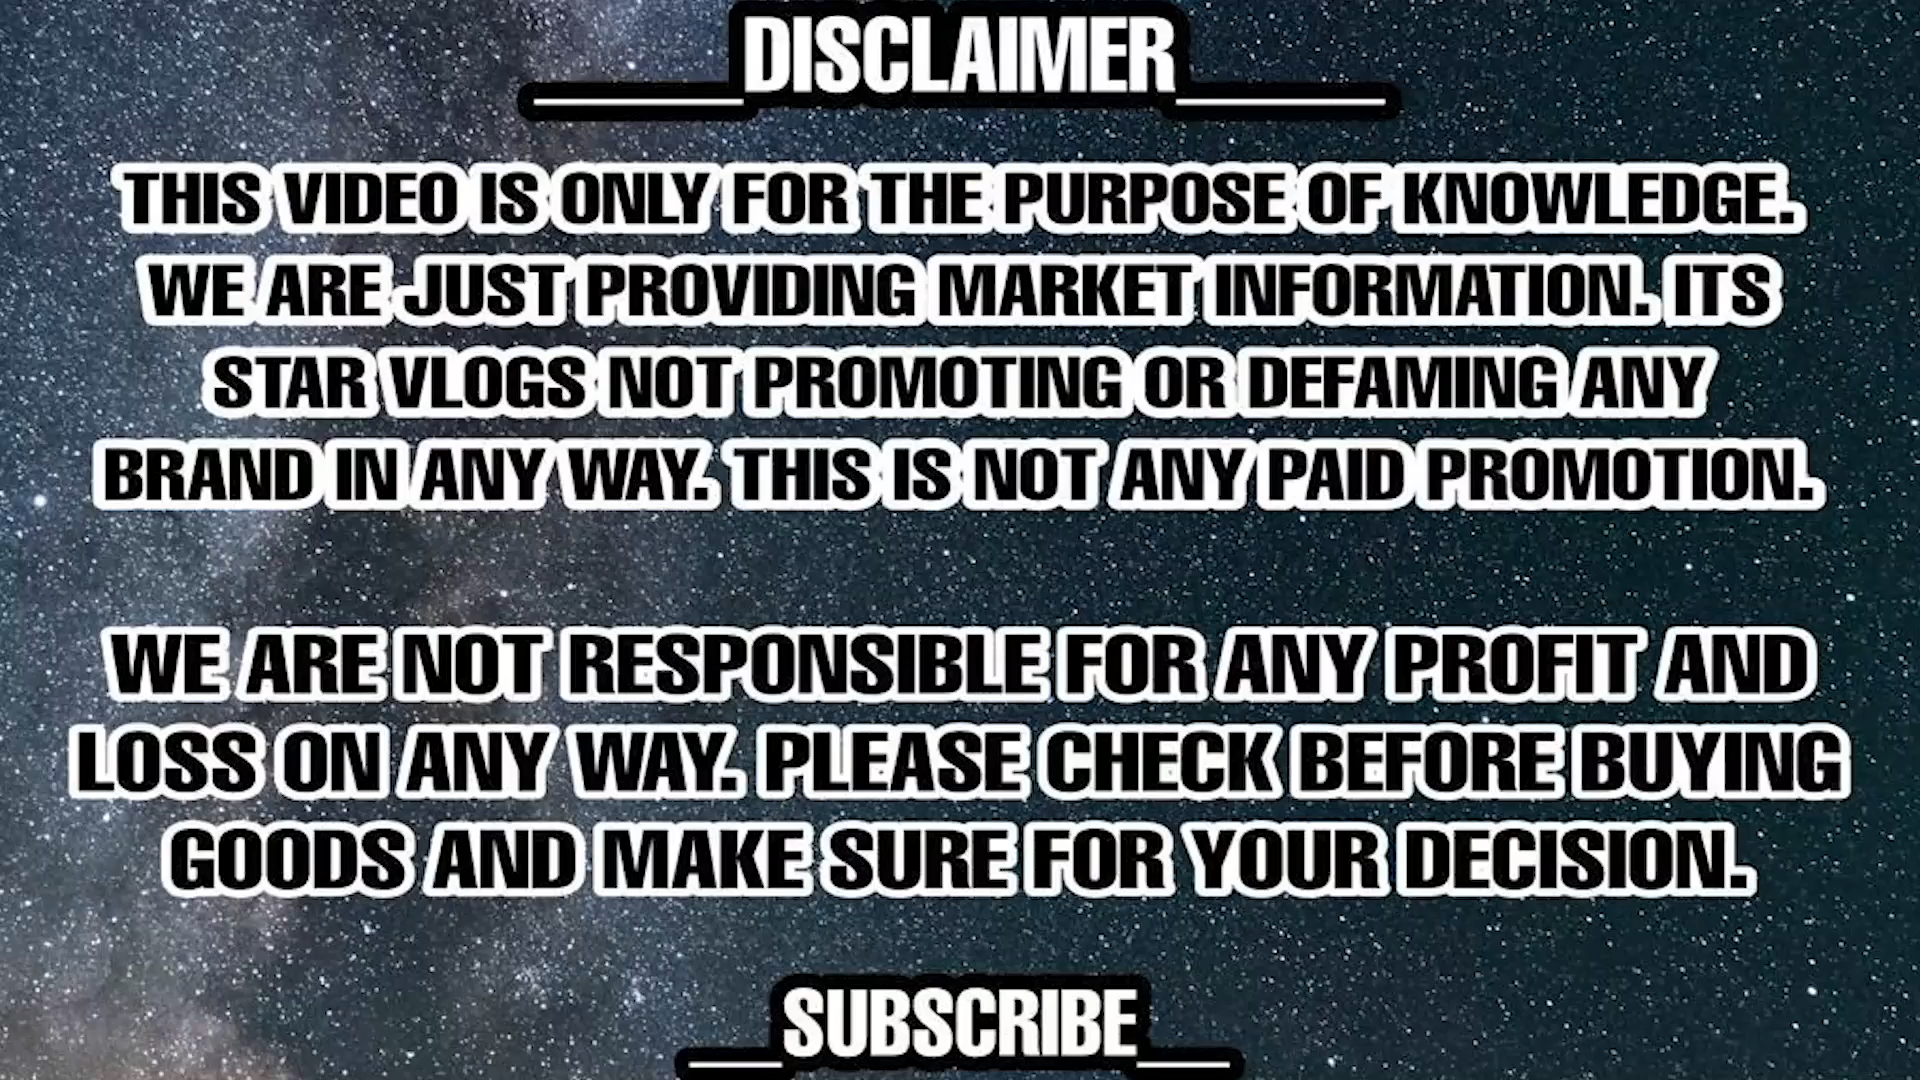 DISCLAIMER
THIS VIDEO IS ONLY FOR THE PURPOSE OF KNOWLEDGE.
WE ARE JUST PROVIDING MARKET INFORMATION. ITS
STAR VLOGS NOT PROMOTING OR DEFAMING ANY
BRAND IN ANY WAY. THIS IS NOT ANY PAID PROMOTION.
WE ARE NOT RESPONSIBLE FOR ANY PROFIT AND
LOSS ON ANY WAY. PLEASE CHECK BEFORE BUYING
GOODS AND MAKE SURE FOR YOUR DECISION.
SUBSCRIBE